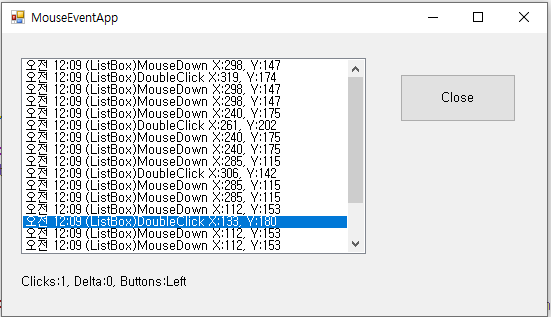 MouseEventApp
오전 12:09 (ListBox)MouseDown X:298, Y:147
오전 12:09 (ListBox)DoubleClick X:319, Y:174
오전 12:09 (ListBox)MouseDown X:298, Y:147
오전 12:09 (ListBox)MouseDown X:298, Y:147
오전 12:09 (ListBox)MouseDown X:240, Y:175
오전 12:09 (ListBox)DoubleClick X:261, Y:202
오전 12:09 (ListBox)MouseDown X:240, Y:175
오전 12:09 (ListBox)MouseDown X:240, Y:175
오전 12:09 (ListBox)MouseDown X:285, Y:115
오전 12:09 (ListBox)DoubleClick X:306, Y:142
오전 12:09 (ListBox)MouseDown X:285, Y:115
오전 12:09 (ListBox)MouseDown X:285, Y:115
오전 12:09 (ListBox)MouseDown X:112, Y:153
오전 12:09 (ListBox)DoubleClick X:133, Y:180
오전 12:09 (ListBox)MouseDown X:112, Y:153
오전 12:09 (ListBox)MouseDown X:112, Y:153
Close
Clicks:1, Delta:0, Buttons:Left